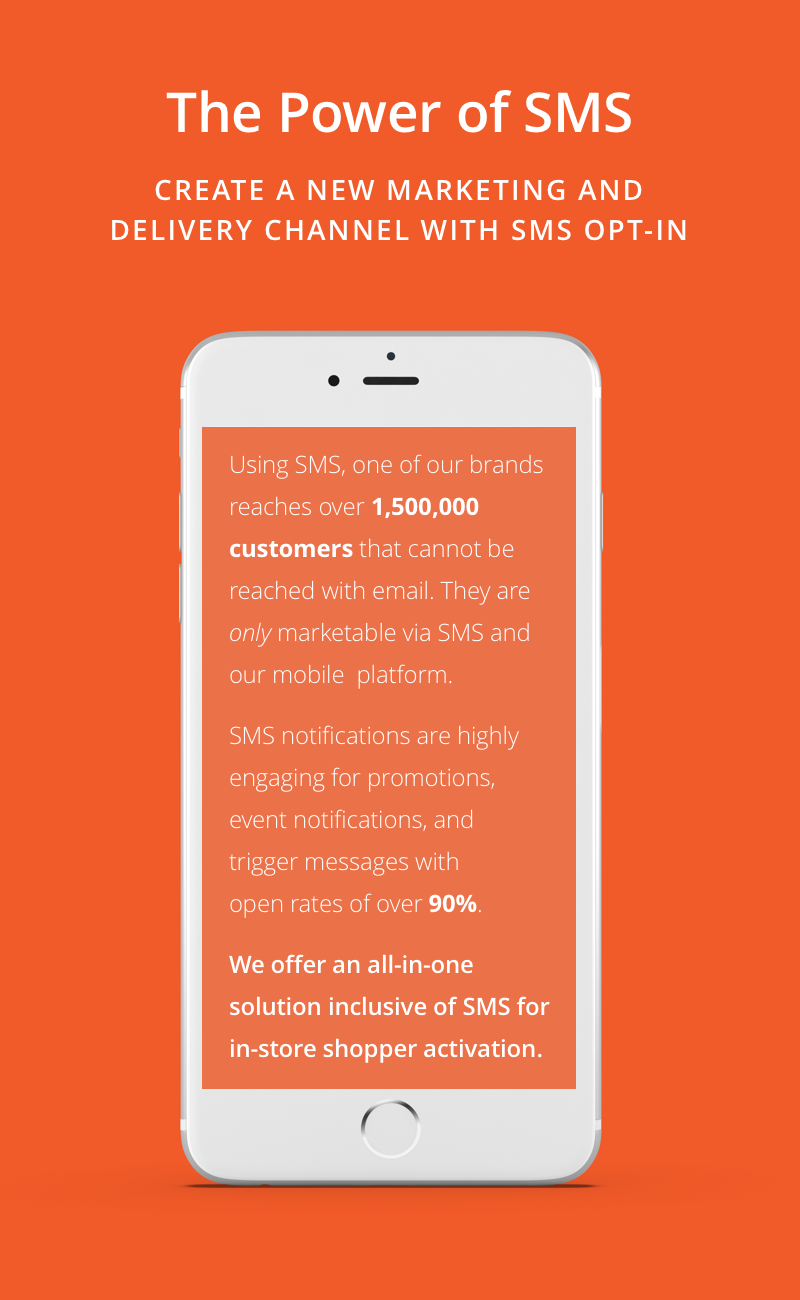 The Power of SMS
CREATE A NEW MARKETING AND
DELIVERY CHANNEL WITH SMS OPT-IN
Using SMS, one of our brands
reaches over 1,500,000
customers that cannot be
reached with email. They are
only marketable via SMS and
our mobile  platform.
SMS notifications are highly
engaging for promotions,
event notifications, and
trigger messages with
open rates of over 90%.
We offer an all-in-one
solution inclusive of SMS for
in-store shopper activation.